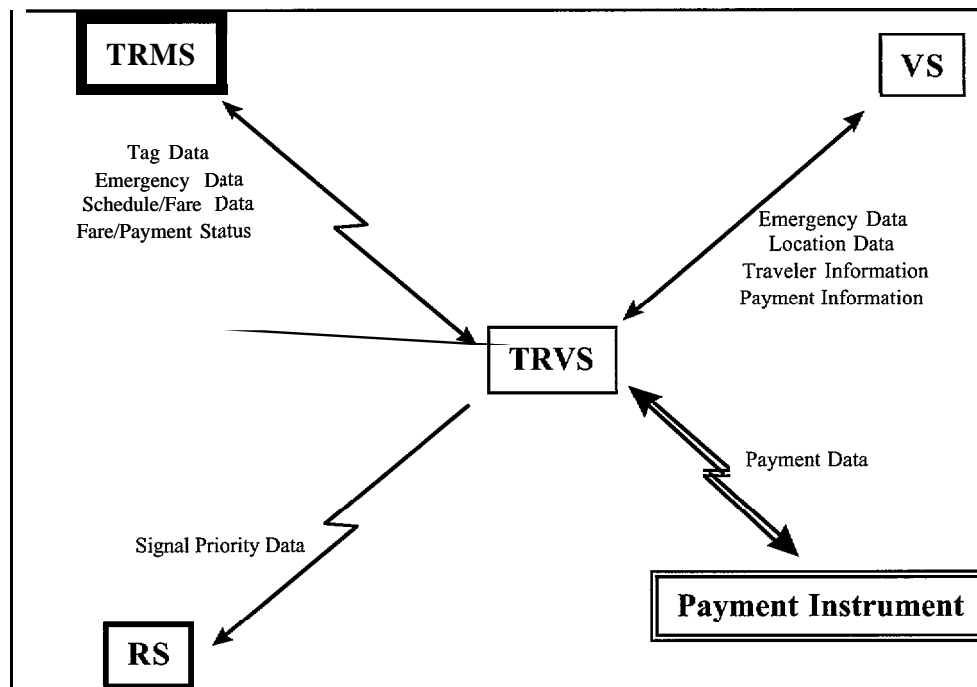 TRMS
VS
Tag Data
Emergency Data
Schedule/Fare Data
Fare/Payment Status
Emergency Data
Location Data
Traveler Information
Payment Information
TRVS
Payment Data
Signal Priority Data
Payment Instrument
RS